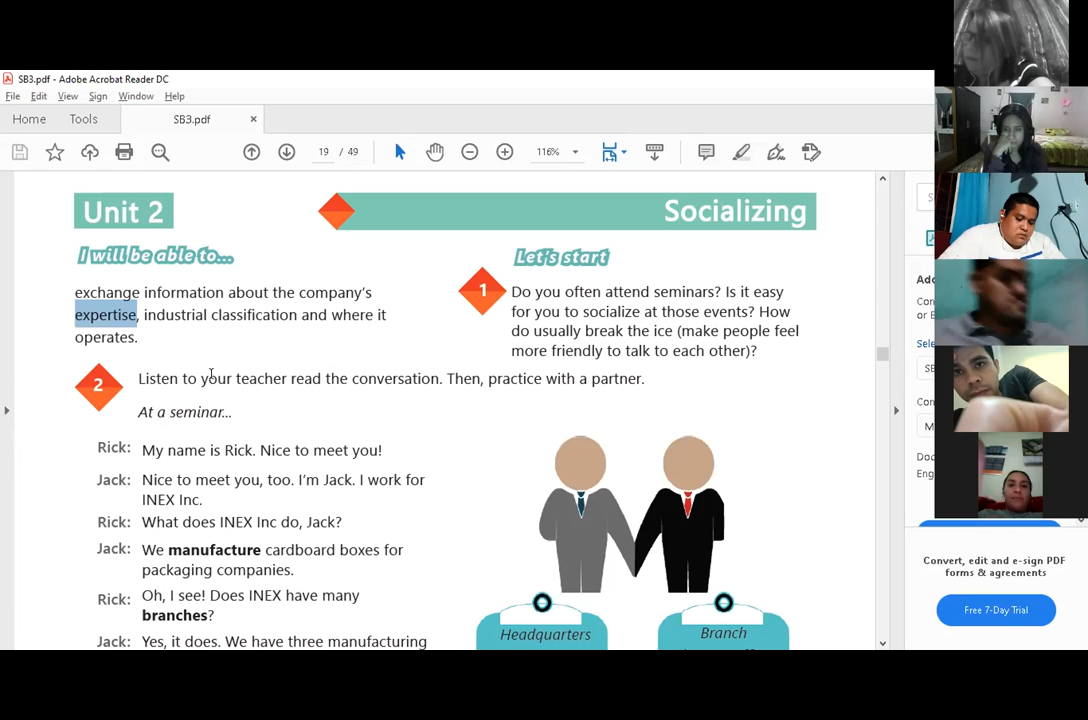 SB3.pdf - Adobe Acrobat Reader DC
File Edit View Sign Window Help
Home Tools SB3.pdf ×
19 / 49 116%
Unit 2
Socializing
I will be able to...
exchange information about the company's
expertise, industrial classification and where it
operates.
Let's start
1
Do you often attend seminars? Is it easy
for you to socialize at those events? How
do usually break the ice (make people feel
more friendly to talk to each other)?
2
Listen to your teacher read the conversation. Then, practice with a partner.
At a seminar...
Rick: My name is Rick. Nice to meet you!
Jack: Nice to meet you, too. I'm Jack. I work for
INEX Inc.
Rick: What does INEX Inc do, Jack?
Jack: We manufacture cardboard boxes for
packaging companies.
Rick: Oh, I see! Does INEX have many
branches?
Jack: Yes, it does. We have three manufacturing
Headquarters
Branch
Convert, edit and e-sign PDF
forms & agreements
Free 7-Day Trial